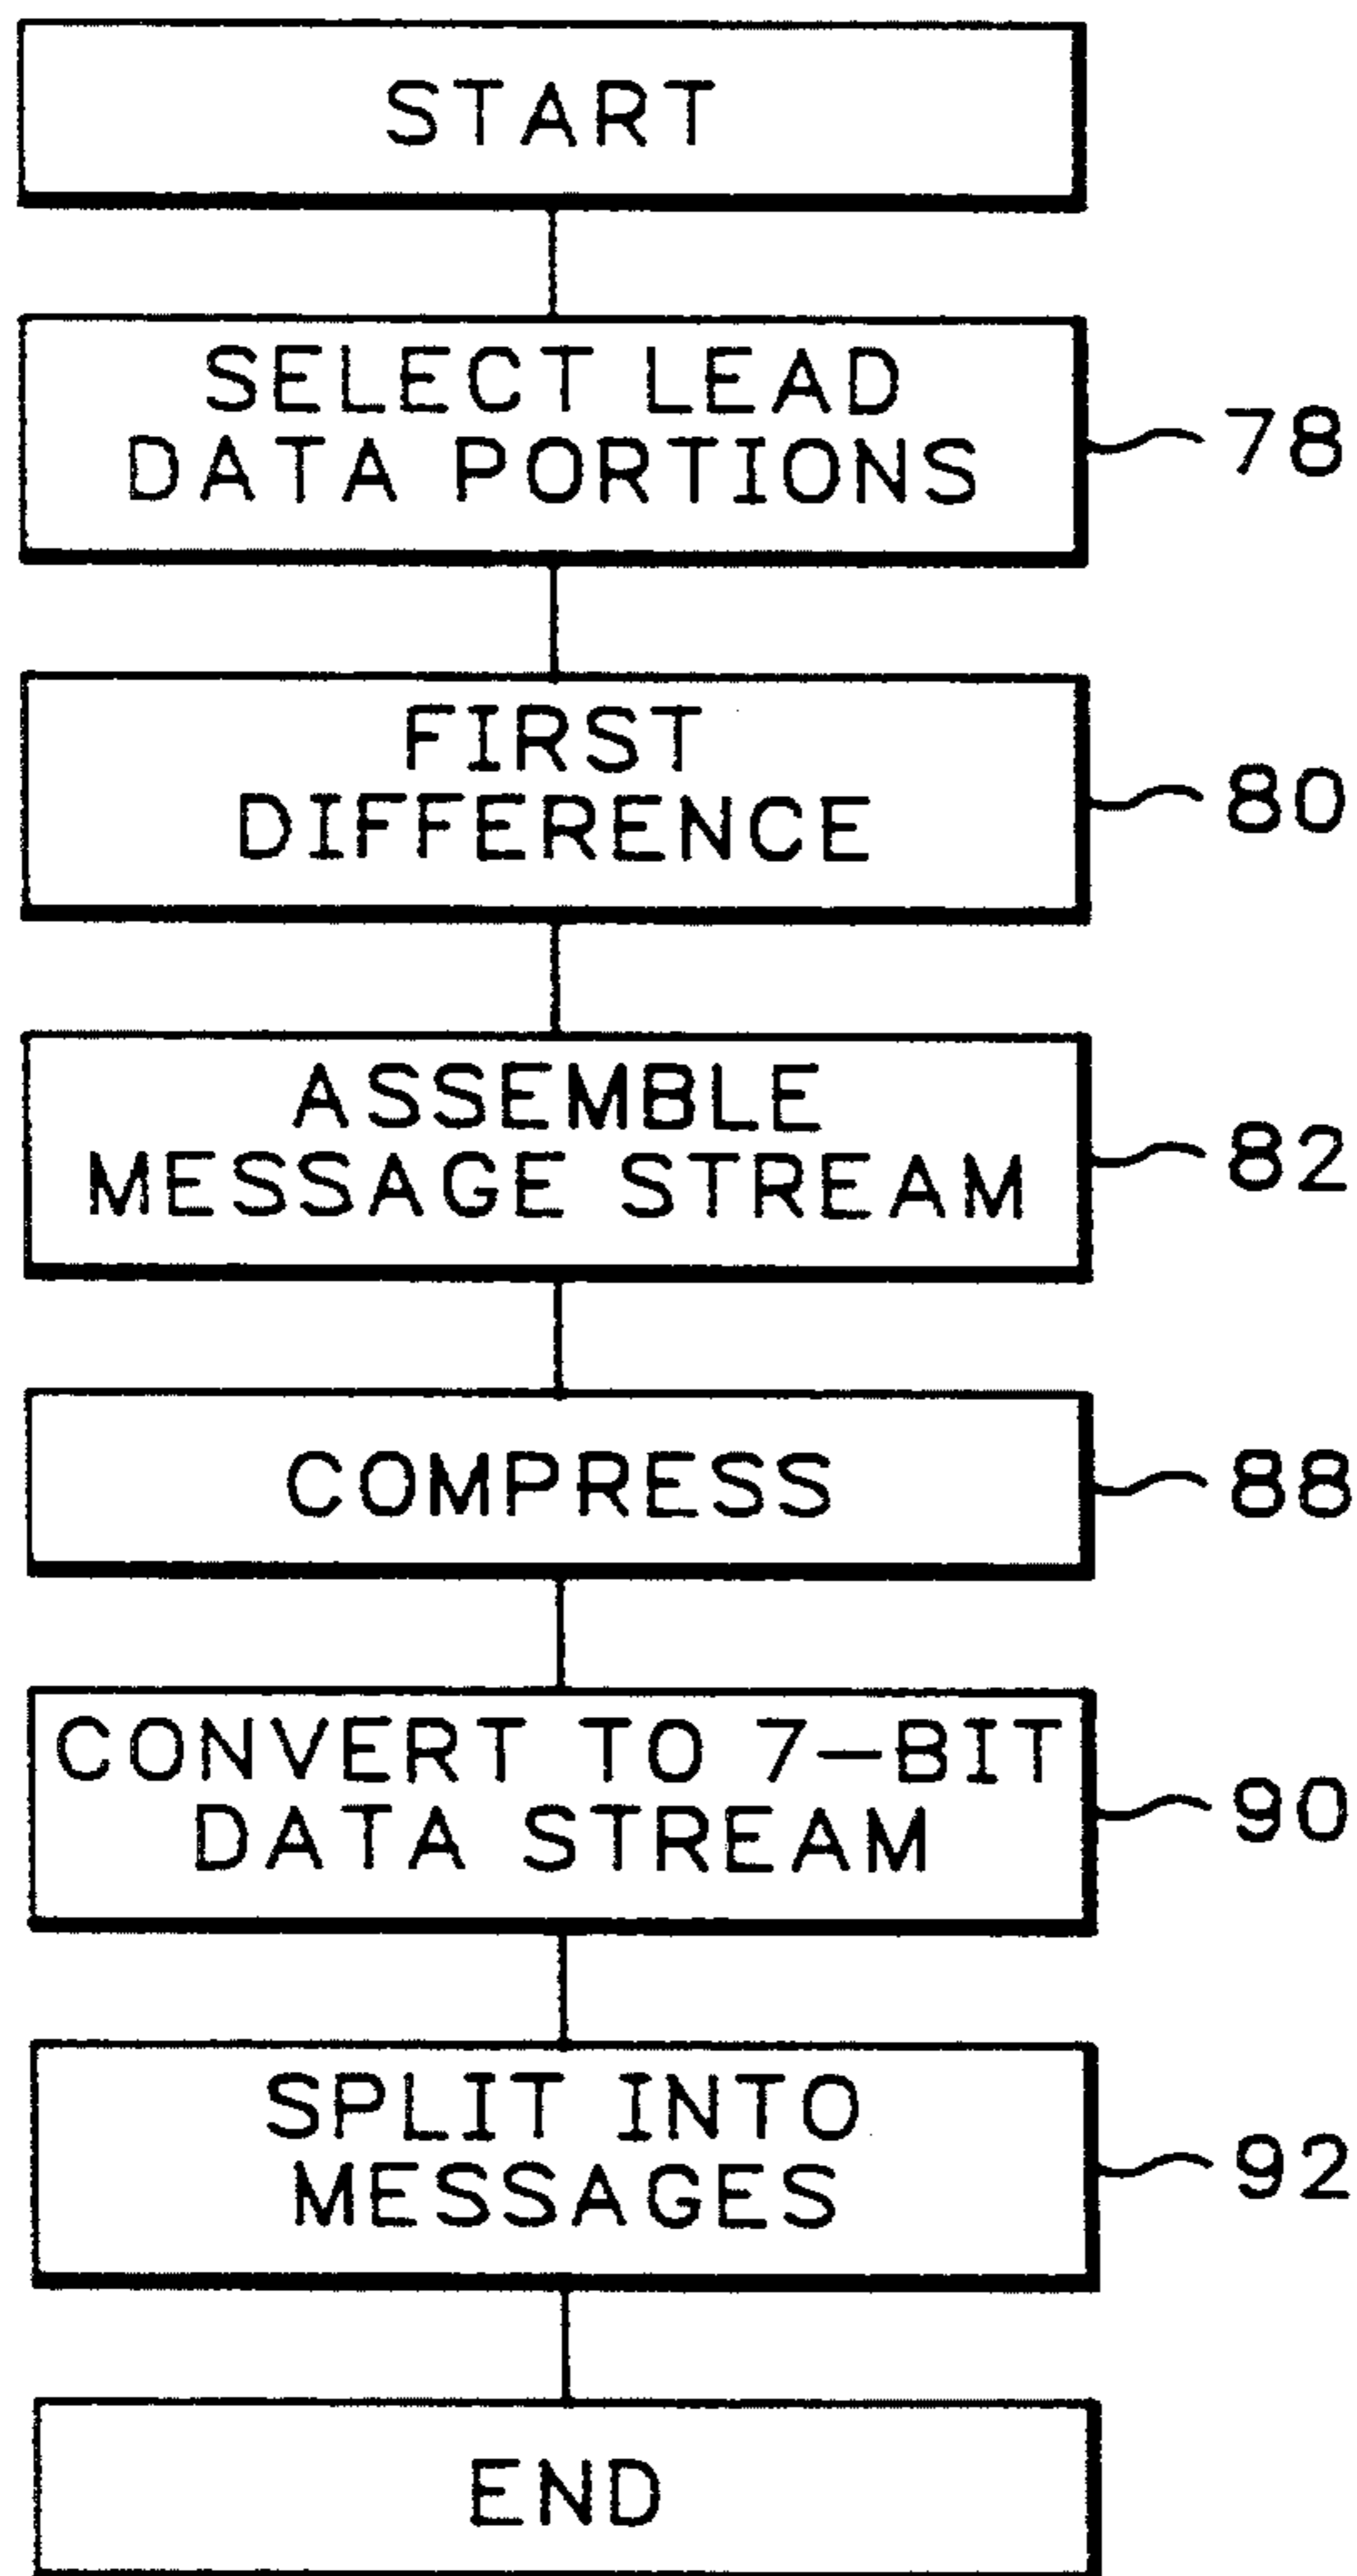 START
SELECT LEAD
DATA PORTIONS
78
FIRST
DIFFERENCE
80
ASSEMBLE
MESSAGE STREAM
82
COMPRESS
88
CONVERT TO 7-BIT
DATA STREAM
90
SPLIT INTO
MESSAGES
92
END